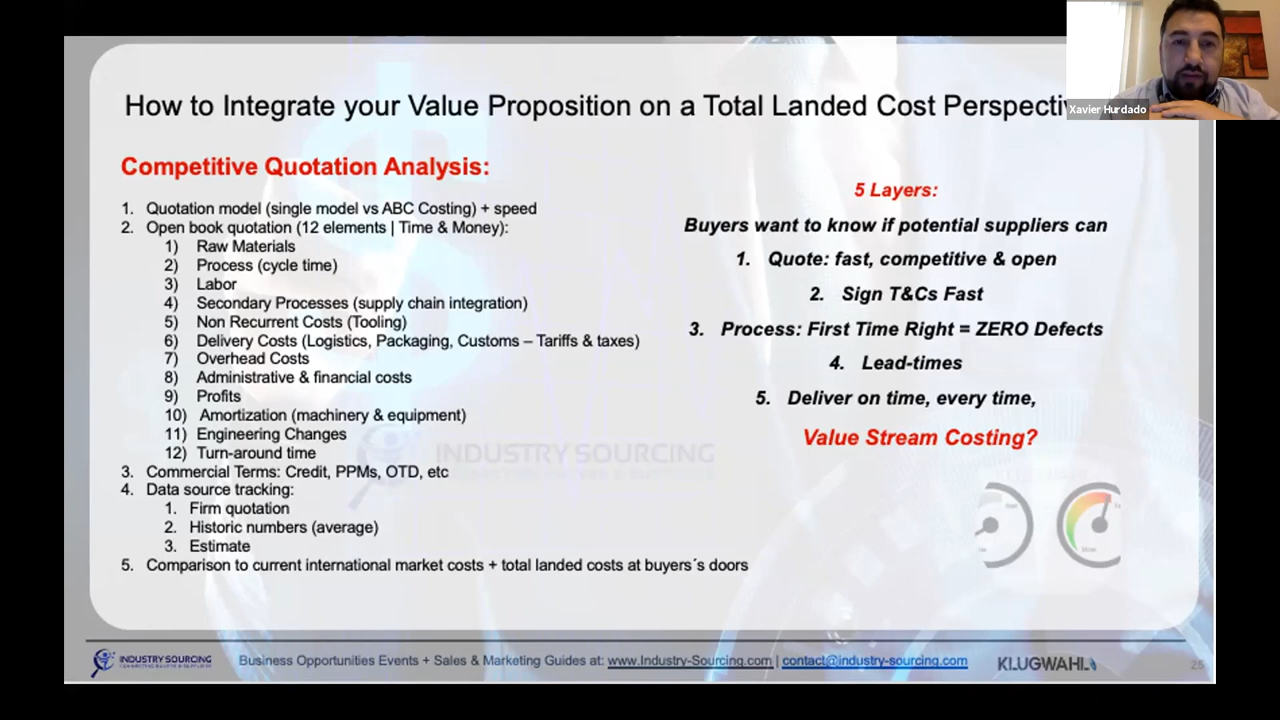 Xavier Hurdado
How to Integrate your Value Proposition on a Total Landed Cost Perspecti
Competitive Quotation Analysis:
1. Quotation model (single model vs ABC Costing) + speed
2. Open book quotation (12 elements | Time & Money):
1) Raw Materials
2) Process (cycle time)
3) Labor
4) Secondary Processes (supply chain integration)
5) Non Recurrent Costs (Tooling)
6) Delivery Costs (Logistics, Packaging, Customs – Tariffs & taxes)
7) Overhead Costs
8) Administrative & financial costs
9) Profits
10) Amortization (machinery & equipment)
11) Engineering Changes
12) Turn-around time
3. Commercial Terms: Credit, PPMs, OTD, etc
4. Data source tracking:
1. Firm quotation
2. Historic numbers (average)
3. Estimate
5. Comparison to current international market costs + total landed costs at buyers´s doors
5 Layers:
Buyers want to know if potential suppliers can
1. Quote: fast, competitive & open
2. Sign T&Cs Fast
3. Process: First Time Right = ZERO Defects
4. Lead-times
5. Deliver on time, every time,
Value Stream Costing?
INDUSTRY SOURCING
INDUSTRY SOURCING
Business Opportunities Events + Sales & Marketing Guides at: www.Industry-Sourcing.com | contact@industry-sourcing.com
KLUGWAHL
25